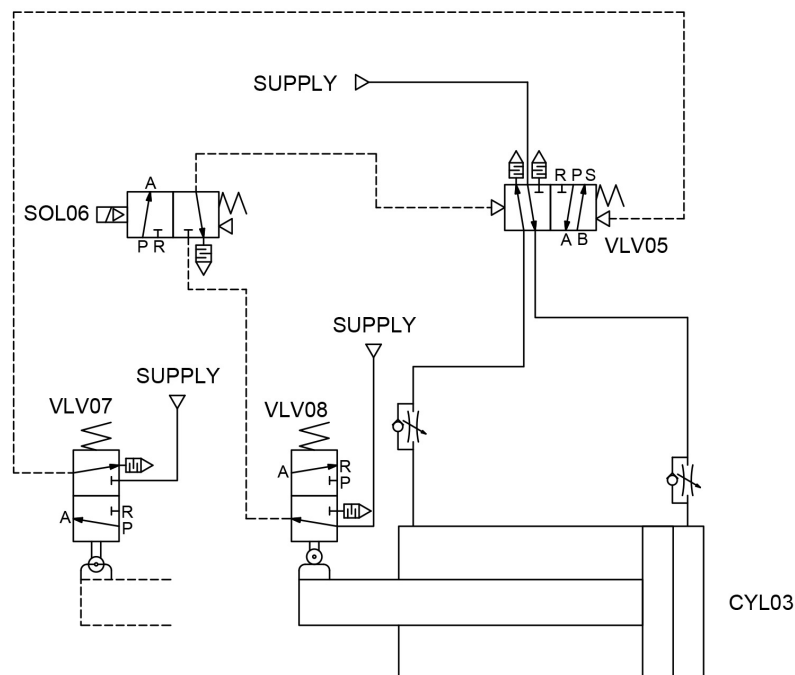 SUPPLY
A
R P S
SOL06
P R
A B
VLV05
SUPPLY
SUPPLY
VLV07
VLV08
A
R
P
A
R
P
CYL03